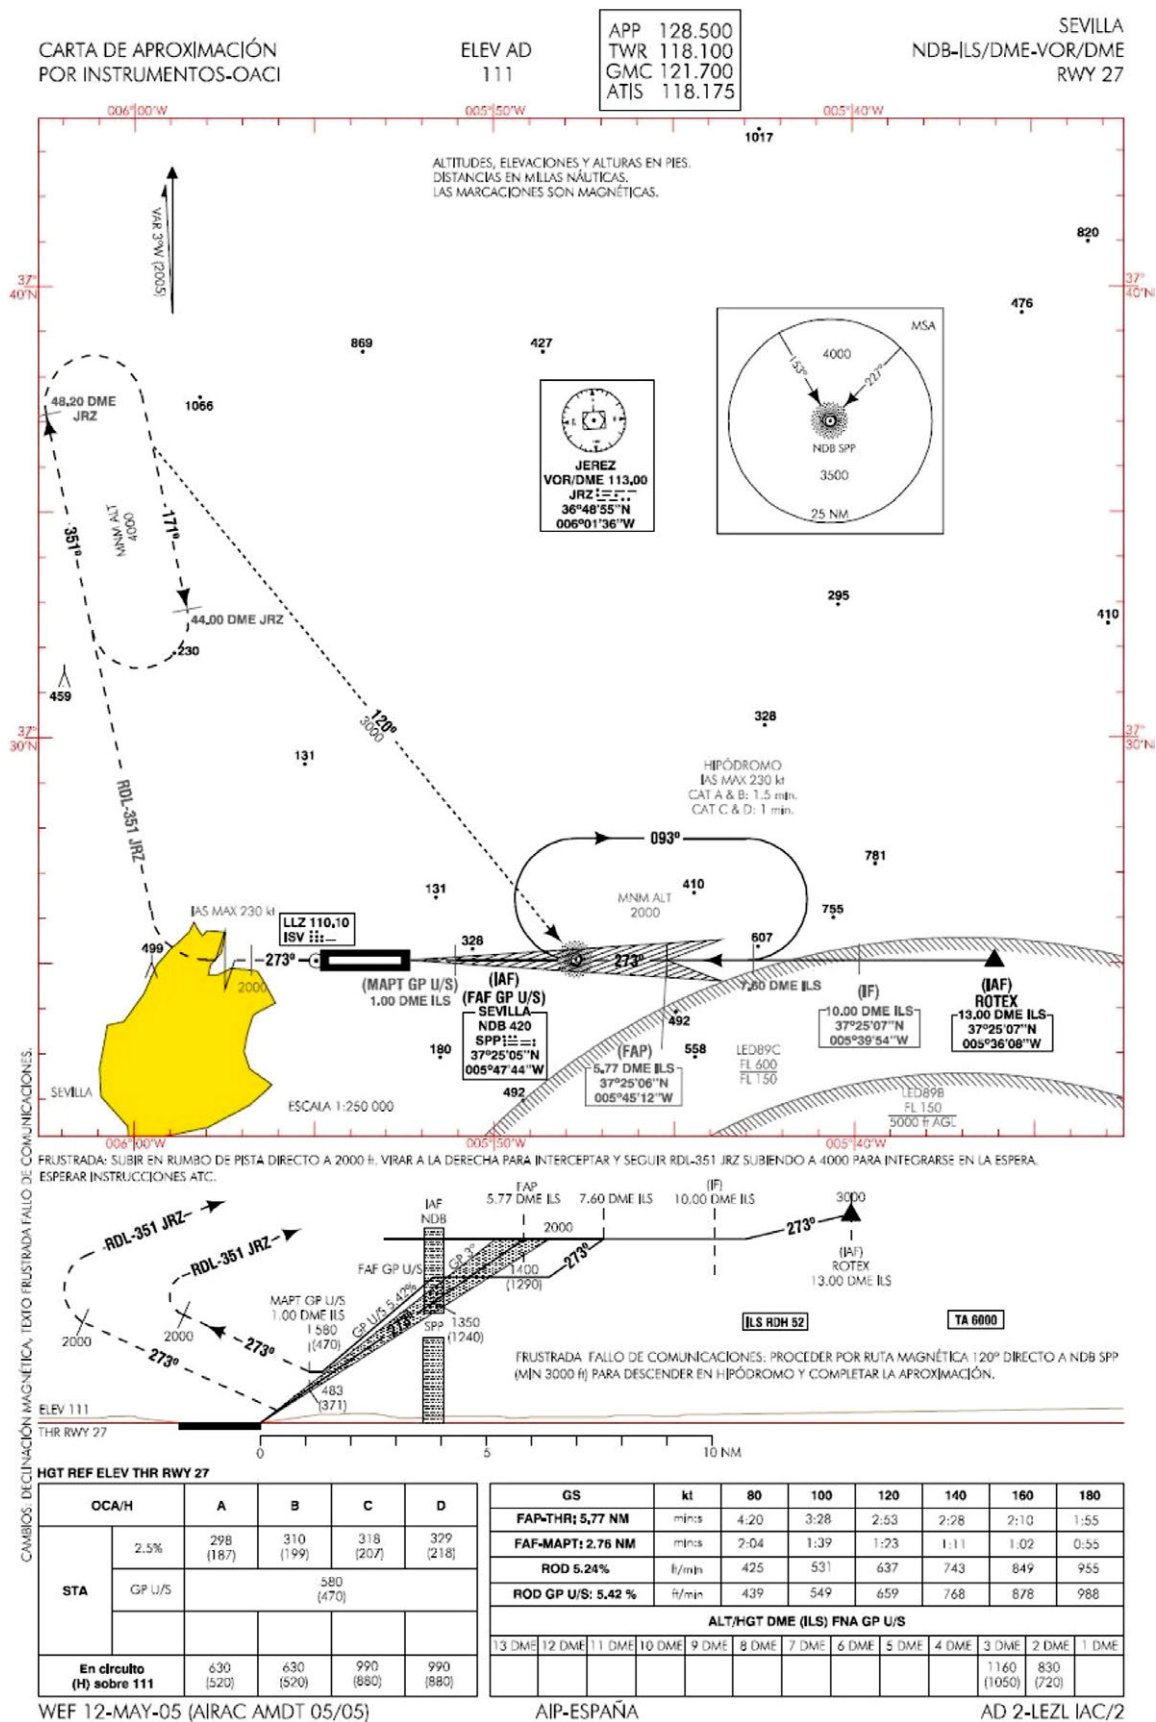 CARTA DE APROXIMACIÓN
POR INSTRUMENTOS-OACI
ELEV AD
111
APP 128.500
TWR 118.100
GMC 121.700
ATIS 118.175
SEVILLA
NDB-ILS/DME-VOR/DME
RWY 27
006°00'W
005°50'W
005°40'W
1017
ALTITUDES, ELEVACIONES Y ALTURAS EN PIES.
DISTANCIAS EN MILLAS NÁUTICAS.
LAS MARCACIONES SON MAGNÉTICAS.
VAR 3°W (2005)
820
37°
40'N
37°
40'N
476
869
427
MSA
4000
153°
227°
NDB SPP
3500
25 NM
48.20 DME
JRZ
1066
JEREZ
VOR/DME 113,00
JRZ
36°48'55"N
006°01'36"W
351°
MNM ALT
4000
171°
44.00 DME JRZ
230
459
295
410
37°
30'N
37°
30'N
120°
3000
328
131
HIPÓDROMO
IAS MAX 230 kt
CAT A & B: 1.5 min.
CAT C & D: 1 min.
RDL-351 JRZ
093°
781
131
410
MNM ALT
2000
755
IAS MAX 230 kt
LLZ 110,10
ISV
499
328
607
273°
273°
2000
(MAPT GP U/S)
1.00 DME ILS
(IAF)
(FAF GP U/S)
SEVILLA
NDB 420
SPP
37°25'05"N
005°47'44"W
7.60 DME ILS
(IF)
10.00 DME ILS
37°25'07"N
005°39'54"W
(IAF)
ROTEX
13.00 DME ILS
37°25'07"N
005°36'08"W
492
180
(FAP)
5.77 DME ILS
37°25'06"N
005°45'12"W
558
LED89C
FL 600
FL 150
492
LED89B
FL 150
5000 ft AGL
SEVILLA
ESCALA 1:250 000
006°00'W
005°50'W
005°40'W
FRUSTRADA: SUBIR EN RUMBO DE PISTA DIRECTO A 2000 ft. VIRAR A LA DERECHA PARA INTERCEPTAR Y SEGUIR RDL-351 JRZ SUBIENDO A 4000 PARA INTEGRARSE EN LA ESPERA.
ESPERAR INSTRUCCIONES ATC.
CAMBIOS: DECLINACIÓN MAGNÉTICA, TEXTO FRUSTRADA FALLO DE COMUNICACIONES.
RDL-351 JRZ
RDL-351 JRZ
IAF
NDB
FAP
5.77 DME ILS
7.60 DME ILS
(IF)
10.00 DME ILS
3000
2000
273°
(IAF)
ROTEX
13.00 DME ILS
FAF GP U/S
GP 3°
273°
1400
(1290)
MAPT GP U/S
1.00 DME ILS
GP U/S 5.42%
273°
580
(470)
SPP
1350
(1240)
2000
2000
273°
273°
483
(371)
ILS RDH 52
TA 6000
FRUSTRADA FALLO DE COMUNICACIONES: PROCEDER POR RUTA MAGNÉTICA 120° DIRECTO A NDB SPP
(MIN 3000 ft) PARA DESCENDER EN HIPÓDROMO Y COMPLETAR LA APROXIMACIÓN.
ELEV 111
THR RWY 27
0 5 10 NM
HGT REF ELEV THR RWY 27
OCA/H A B C D
STA 2.5% 298 (187) 310 (199) 318 (207) 329 (218)
GP U/S 580 (470)
En circuito (H) sobre 111 630 (520) 630 (520) 990 (880) 990 (880)
GS kt 80 100 120 140 160 180
FAP-THR: 5,77 NM min:s 4:20 3:28 2:53 2:28 2:10 1:55
FAF-MAPT: 2.76 NM min:s 2:04 1:39 1:23 1:11 1:02 0:55
ROD 5.24% ft/min 425 531 637 743 849 955
ROD GP U/S: 5.42 % ft/min 439 549 659 768 878 988
ALT/HGT DME (ILS) FNA GP U/S
13 DME 12 DME 11 DME 10 DME 9 DME 8 DME 7 DME 6 DME 5 DME 4 DME 3 DME 2 DME 1 DME
1160 (1050) 830 (720)
WEF 12-MAY-05 (AIRAC AMDT 05/05)
AIP-ESPAÑA
AD 2-LEZL IAC/2